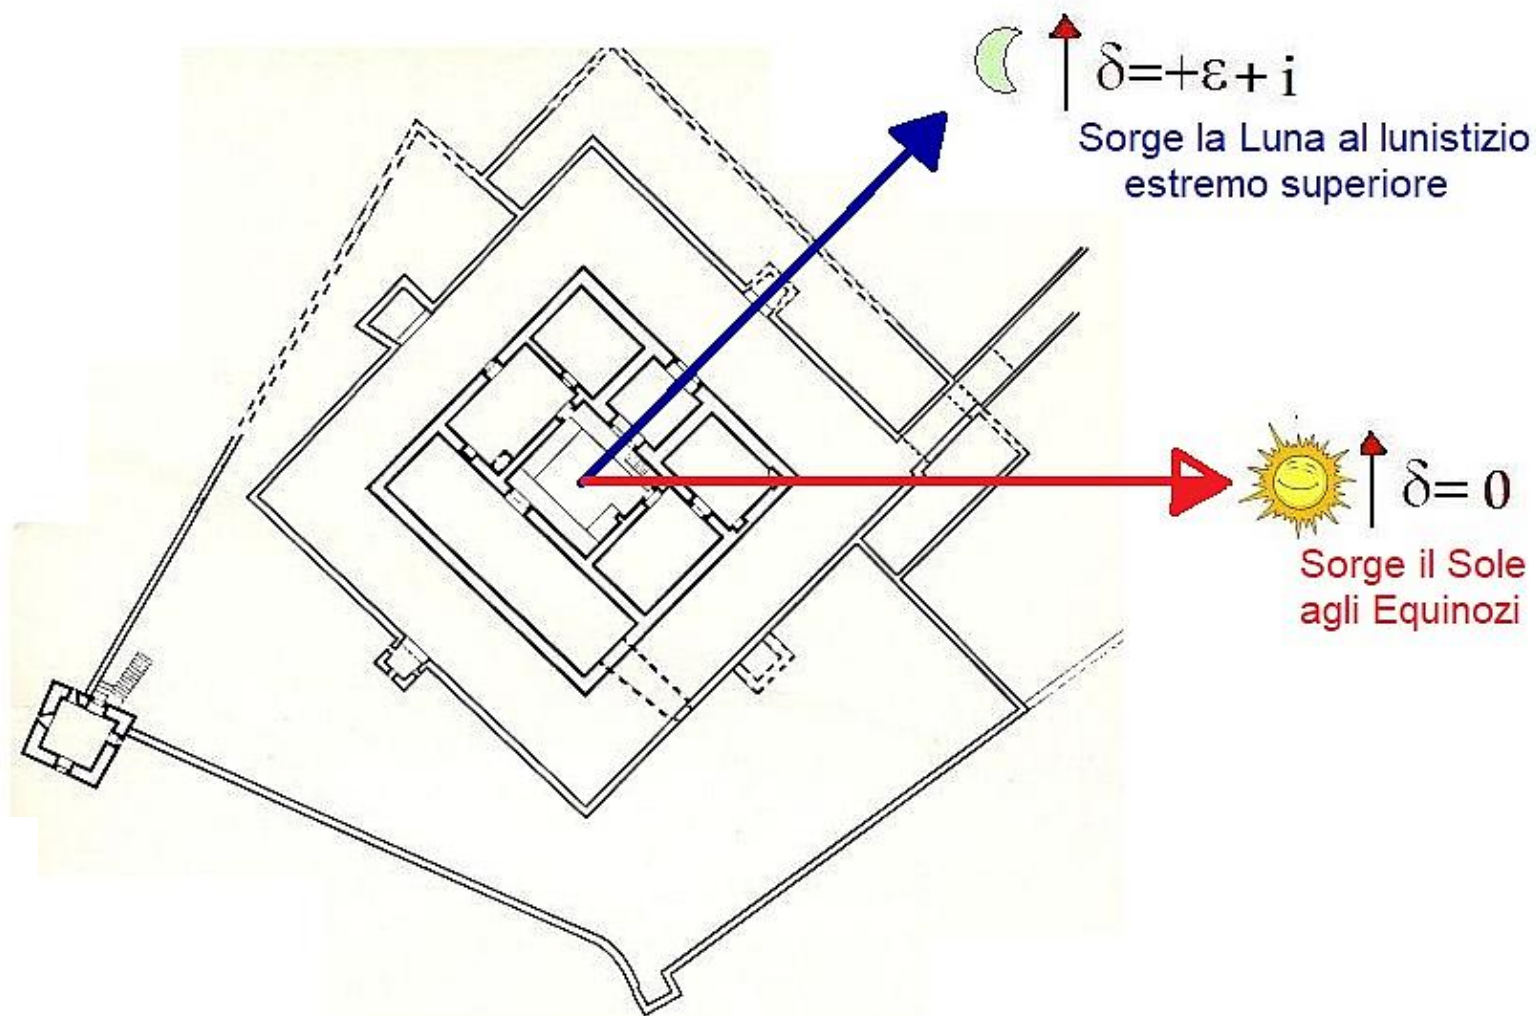 δ=+ε+i
Sorge la Luna al lunistizio
estremo superiore
δ=0
Sorge il Sole
agli Equinozi